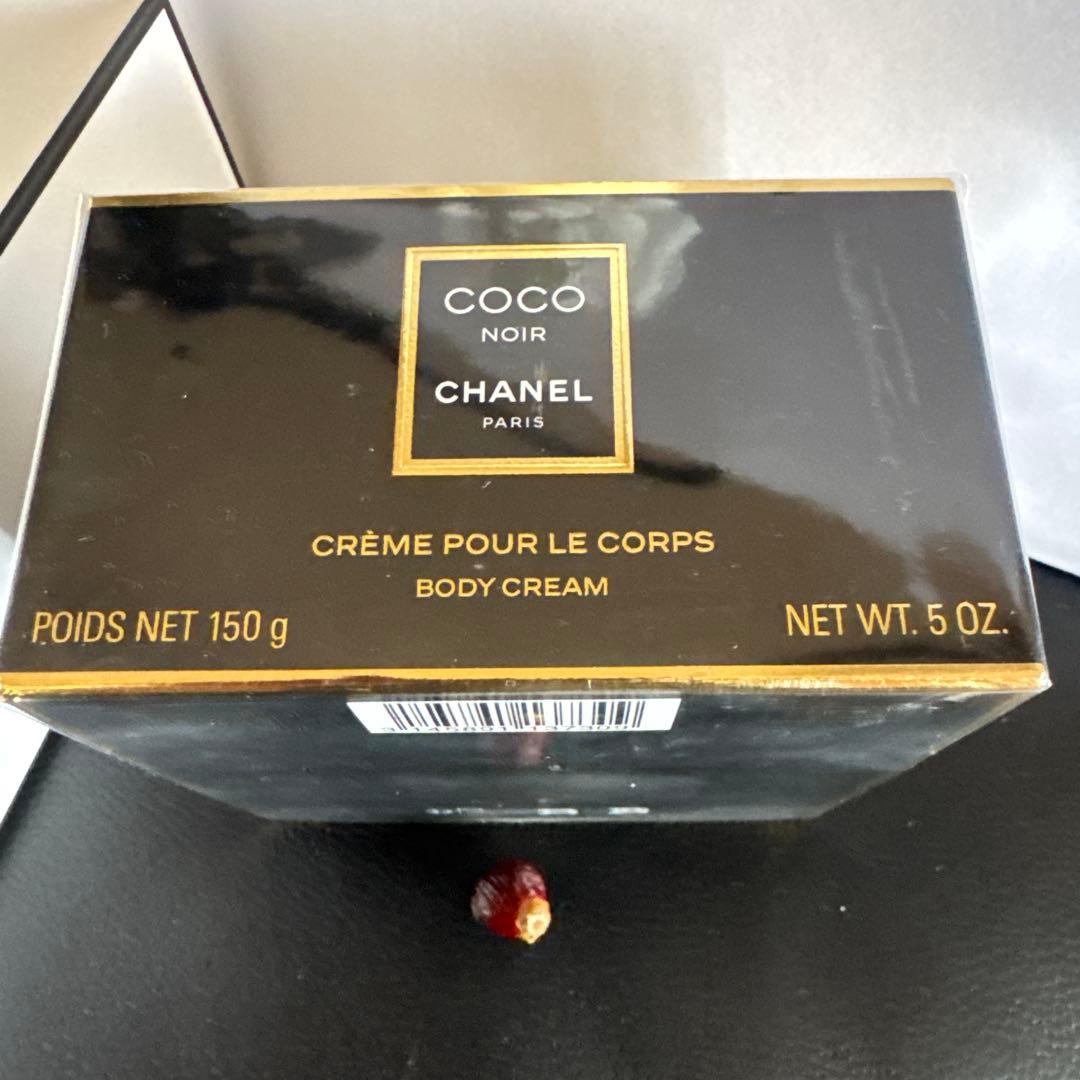 COCO
NOIR
CHANEL
PARIS
CRÈME POUR LE CORPS
BODY CREAM
POIDS NET 150 g
NET WT. 5 OZ.